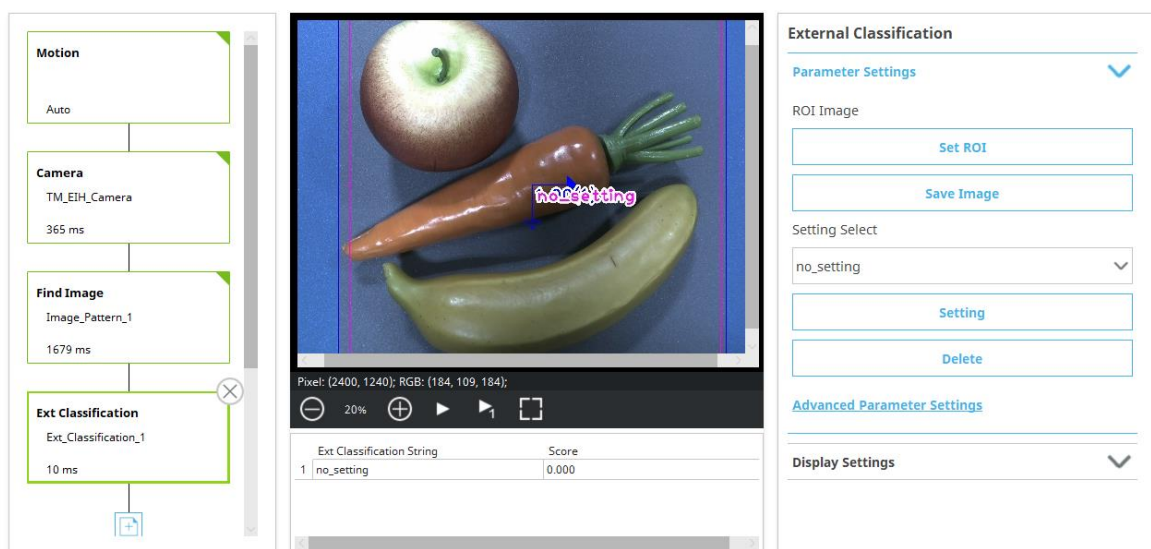 Motion
Auto
Camera
TM_EIH_Camera
365 ms
Find Image
Image_Pattern_1
1679 ms
Ext Classification
Ext_Classification_1
10 ms
no_setting
Pixel: (2400, 1240); RGB: (184, 109, 184);
20%
1
Ext Classification String Score
1 no_setting 0.000
External Classification
Parameter Settings
ROI Image
Set ROI
Save Image
Setting Select
no_setting
Setting
Delete
Advanced Parameter Settings
Display Settings